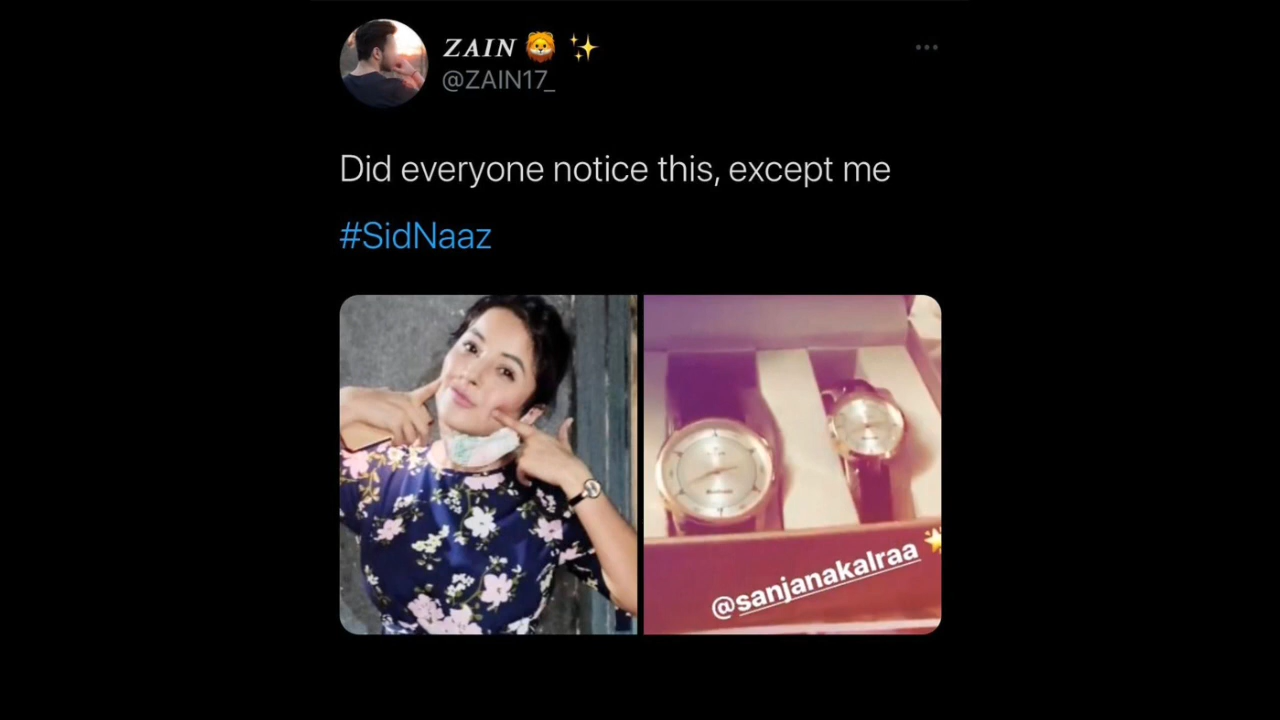 ZAIN 🦁 ✨
@ZAIN17_
Did everyone notice this, except me
#SidNaaz
@sanjanakalraa